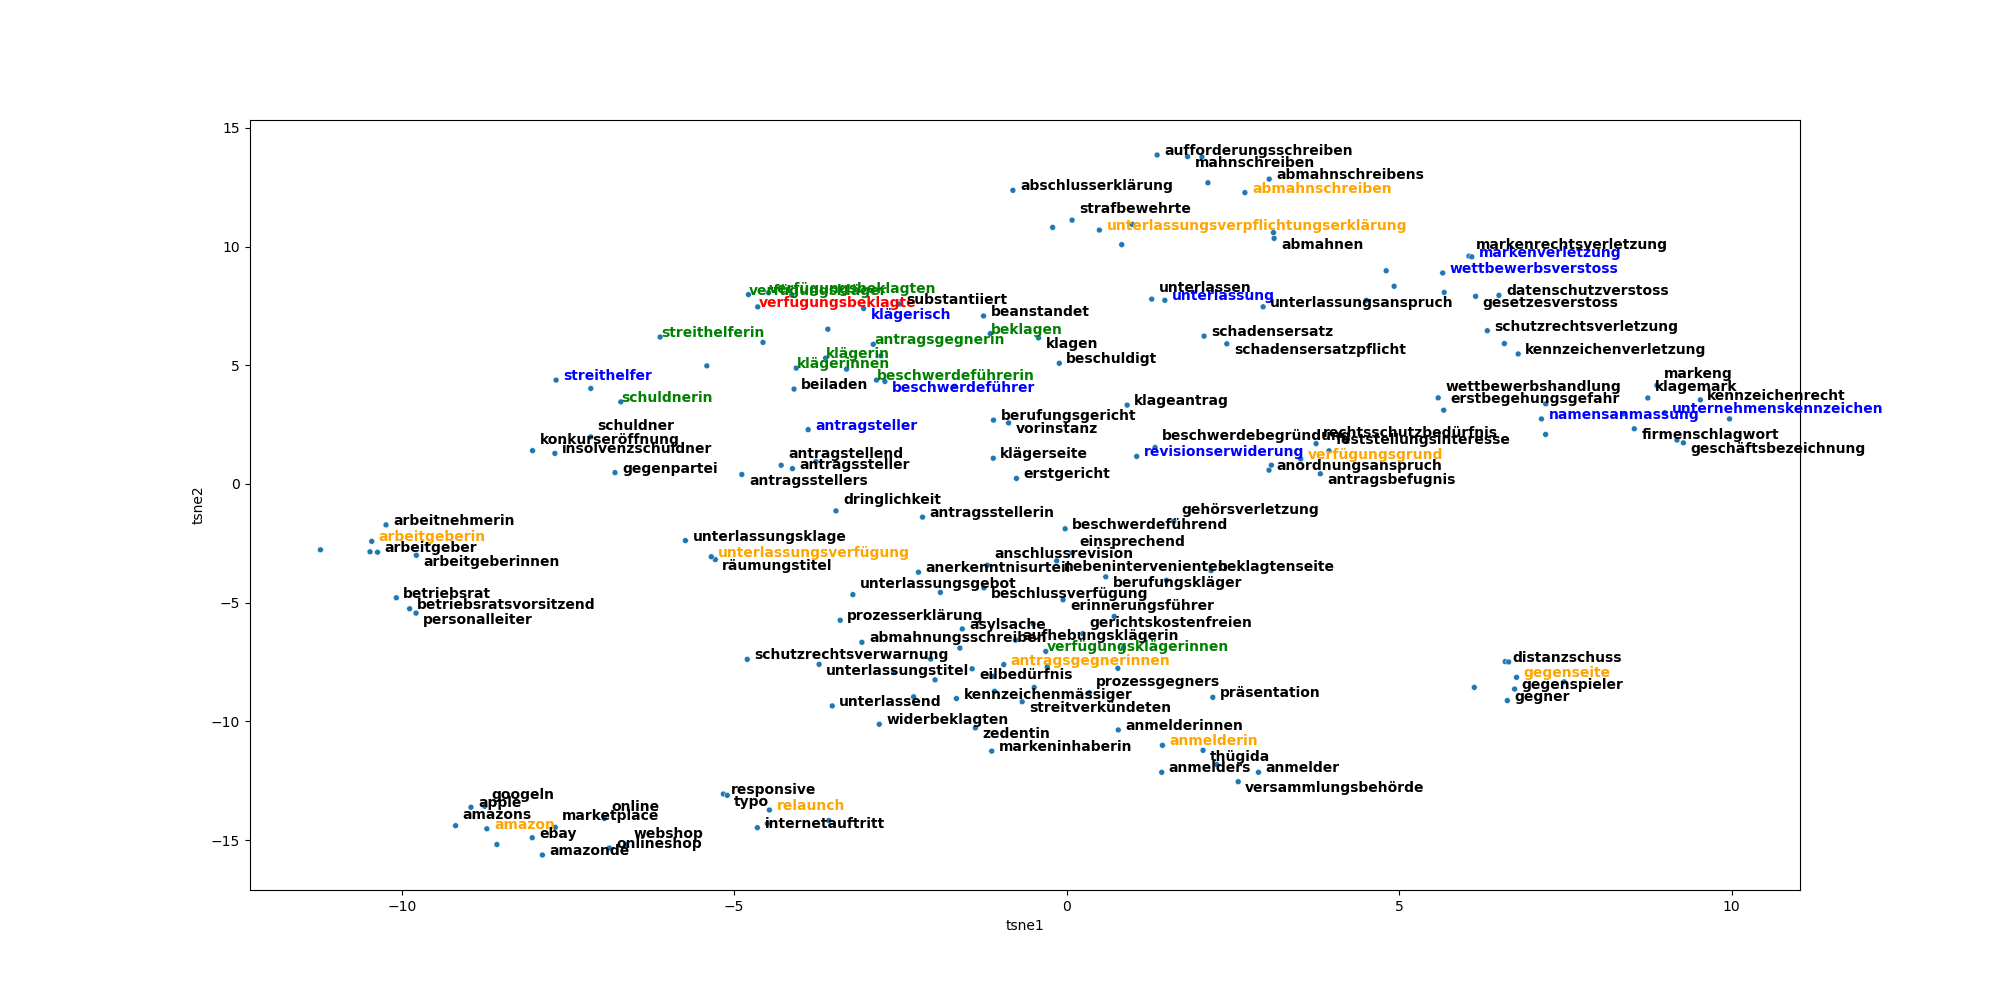 15
10
5
0
−5
−10
−15
tsne2
−10
−5
0
5
10
tsne1
aufforderungsschreiben
mahnschreiben
abmahnschreibens
abschlusserklärung
abmahnschreiben
strafbewehrte
unterlassungsverpflichtungserklärung
abmahnen
markenrechtsverletzung
markenverletzung
wettbewerbsverstoss
verfügungsbeklagten
verfügungsbeklagte
substantiiert
klägerisch
beanstandet
unterlassen
unterlassung
unterlassungsanspruch
datenschutzverstoss
gesetzesverstoss
streithelferin
antragsgegnerin
beklagen
klagen
beschuldigt
schadensersatz
schadensersatzpflicht
schutzrechtsverletzung
kennzeichenverletzung
klägerin
klägerinnen
beschwerdeführerin
beschwerdeführer
beiladen
streithelfer
schuldnerin
markeng
klagemark
kennzeichenrecht
unternehmenskennzeichen
wettbewerbshandlung
erstbegehungsgefahr
namensanmassung
klageantrag
berufungsgericht
vorinstanz
antragsteller
schuldner
konkurseröffnung
insolvenzschuldner
gegenpartei
beschwerdebegründung
rechtsschutzbedürfnis
feststellungsinteresse
firmenschlagwort
geschäftsbezeichnung
revisionserwiderung
verfügungsgrund
anordnungsanspruch
antragsbefugnis
klägerseite
erstgericht
antragstellend
antragssteller
antragsstellers
dringlichkeit
antragsstellerin
gehörsverletzung
beschwerdeführend
einsprechend
arbeitnehmerin
arbeitgeberin
arbeitgeber
arbeitgeberinnen
unterlassungsklage
unterlassungsverfügung
räumungstitel
anschlussrevision
anerkenntnisurteil
nebenintervenienten
beklagtenseite
berufungskläger
unterlassungsgebot
beschlussverfügung
erinnerungsführer
betriebsrat
betriebsratsvorsitzend
personalleiter
prozesserklärung
asylsache
gerichtskostenfreien
abmahnungsschreiben
aufhebungsklägerin
verfügungsklägerinnen
schutzrechtsverwarnung
antragsgegnerinnen
unterlassungstitel
eilbedürfnis
prozessgegners
distanzschuss
gegenseite
gegenspieler
gegner
kennzeichenmässiger
präsentation
unterlassend
streitverkündeten
widerbeklagten
zedentin
markeninhaberin
anmelderinnen
anmelderin
thügida
anmelders
anmelder
versammlungsbehörde
googeln
apple
amazons
amazon
online
marketplace
ebay
webshop
onlineshop
amazonde
responsive
typo
relaunch
internetauftritt